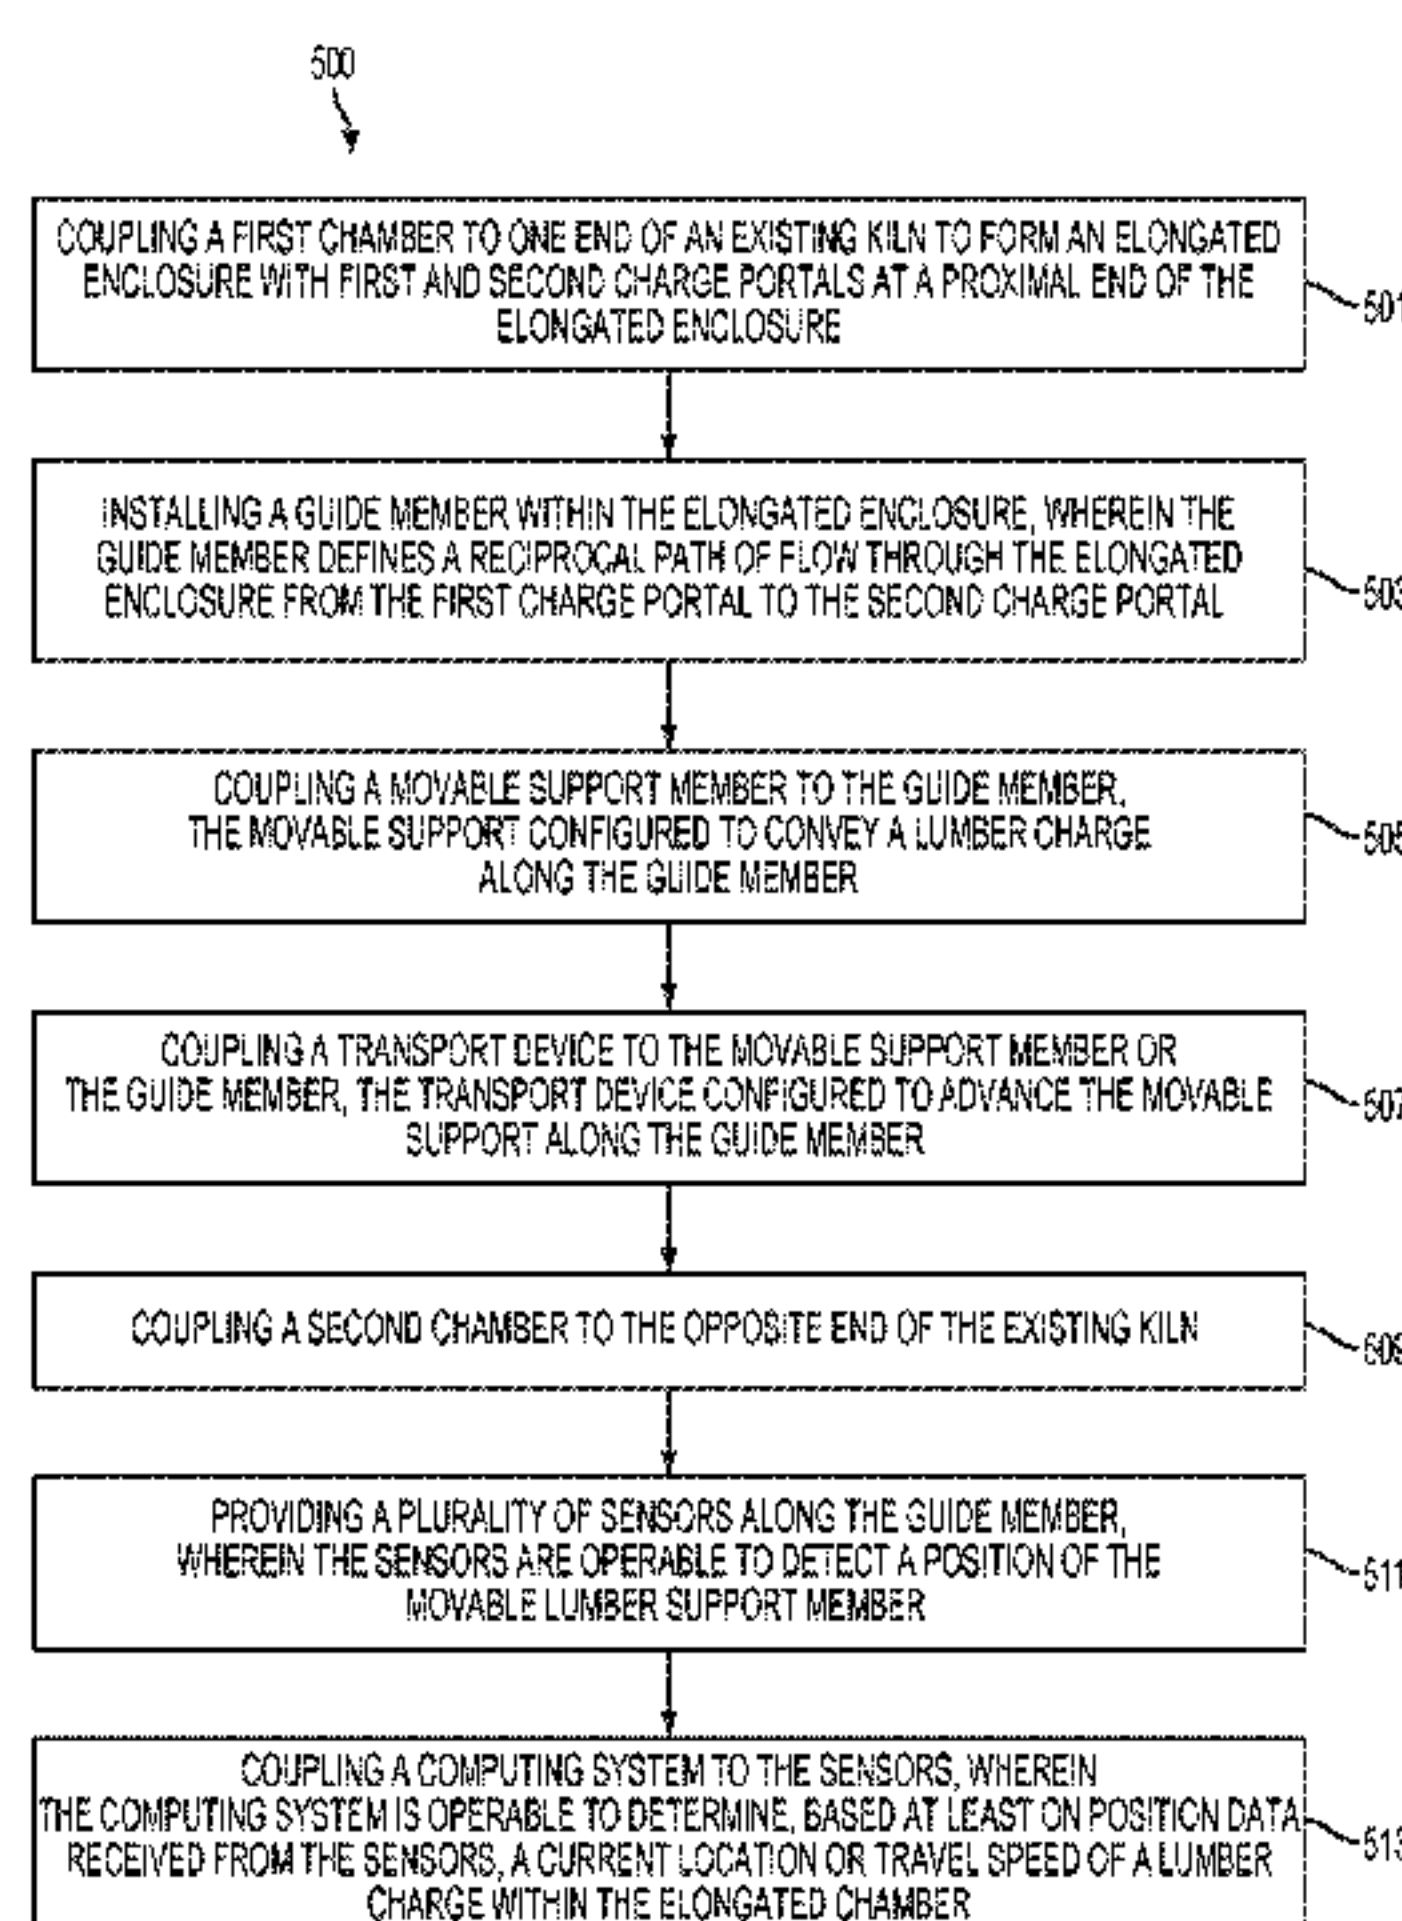 500
COUPLING A FIRST CHAMBER TO ONE END OF AN EXISTING KILN TO FORM AN ELONGATED
ENCLOSURE WITH FIRST AND SECOND CHARGE PORTALS AT A PROXIMAL END OF THE
ELONGATED ENCLOSURE
501
INSTALLING A GUIDE MEMBER WITHIN THE ELONGATED ENCLOSURE, WHEREIN THE
GUIDE MEMBER DEFINES A RECIPROCAL PATH OF FLOW THROUGH THE ELONGATED
ENCLOSURE FROM THE FIRST CHARGE PORTAL TO THE SECOND CHARGE PORTAL
503
COUPLING A MOVABLE SUPPORT MEMBER TO THE GUIDE MEMBER,
THE MOVABLE SUPPORT CONFIGURED TO CONVEY A LUMBER CHARGE
ALONG THE GUIDE MEMBER
505
COUPLING A TRANSPORT DEVICE TO THE MOVABLE SUPPORT MEMBER OR
THE GUIDE MEMBER, THE TRANSPORT DEVICE CONFIGURED TO ADVANCE THE MOVABLE
SUPPORT ALONG THE GUIDE MEMBER
507
COUPLING A SECOND CHAMBER TO THE OPPOSITE END OF THE EXISTING KILN
509
PROVIDING A PLURALITY OF SENSORS ALONG THE GUIDE MEMBER,
WHEREIN THE SENSORS ARE OPERABLE TO DETECT A POSITION OF THE
MOVABLE LUMBER SUPPORT MEMBER
511
COUPLING A COMPUTING SYSTEM TO THE SENSORS, WHEREIN
THE COMPUTING SYSTEM IS OPERABLE TO DETERMINE, BASED AT LEAST ON POSITION DATA
RECEIVED FROM THE SENSORS, A CURRENT LOCATION OR TRAVEL SPEED OF A LUMBER
CHARGE WITHIN THE ELONGATED CHAMBER
513